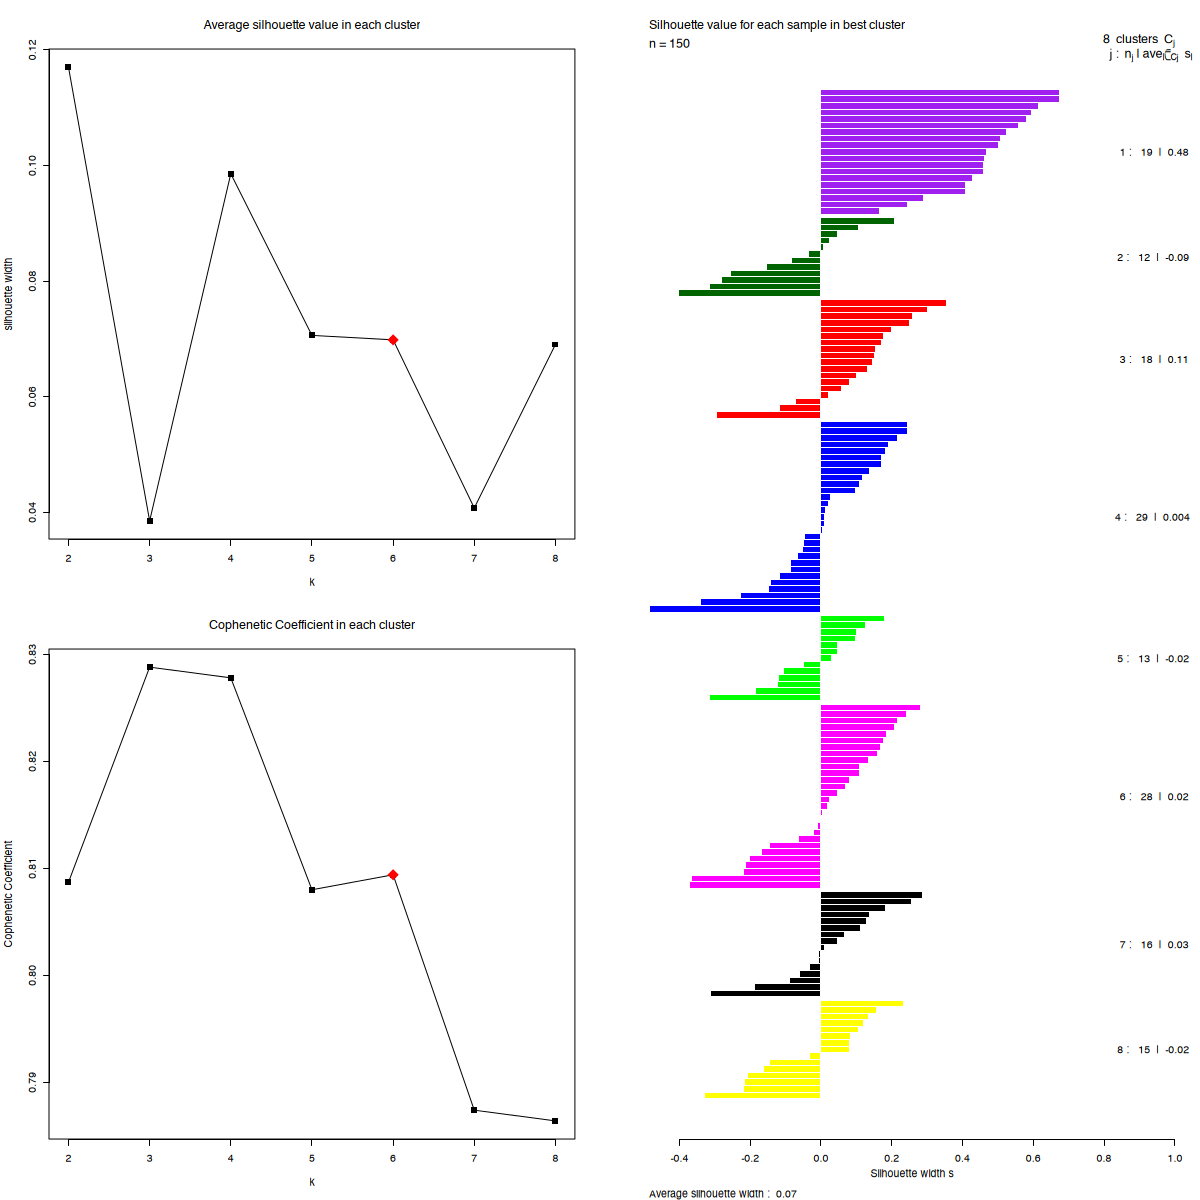 Average silhouette value in each cluster
silhouette width
0.12
0.10
0.08
0.06
0.04
2 3 4 5 6 7 8
k
Cophenetic Coefficient in each cluster
Cophenetic Coefficient
0.83
0.82
0.81
0.80
0.79
2 3 4 5 6 7 8
k
Silhouette value for each sample in best cluster
n = 150
8 clusters Cj
j : nj | avei∈Cj si
1 : 19 | 0.48
2 : 12 | -0.09
3 : 18 | 0.11
4 : 29 | 0.004
5 : 13 | -0.02
6 : 28 | 0.02
7 : 16 | 0.03
8 : 15 | -0.02
-0.4 -0.2 0.0 0.2 0.4 0.6 0.8 1.0
Silhouette width s
Average silhouette width : 0.07